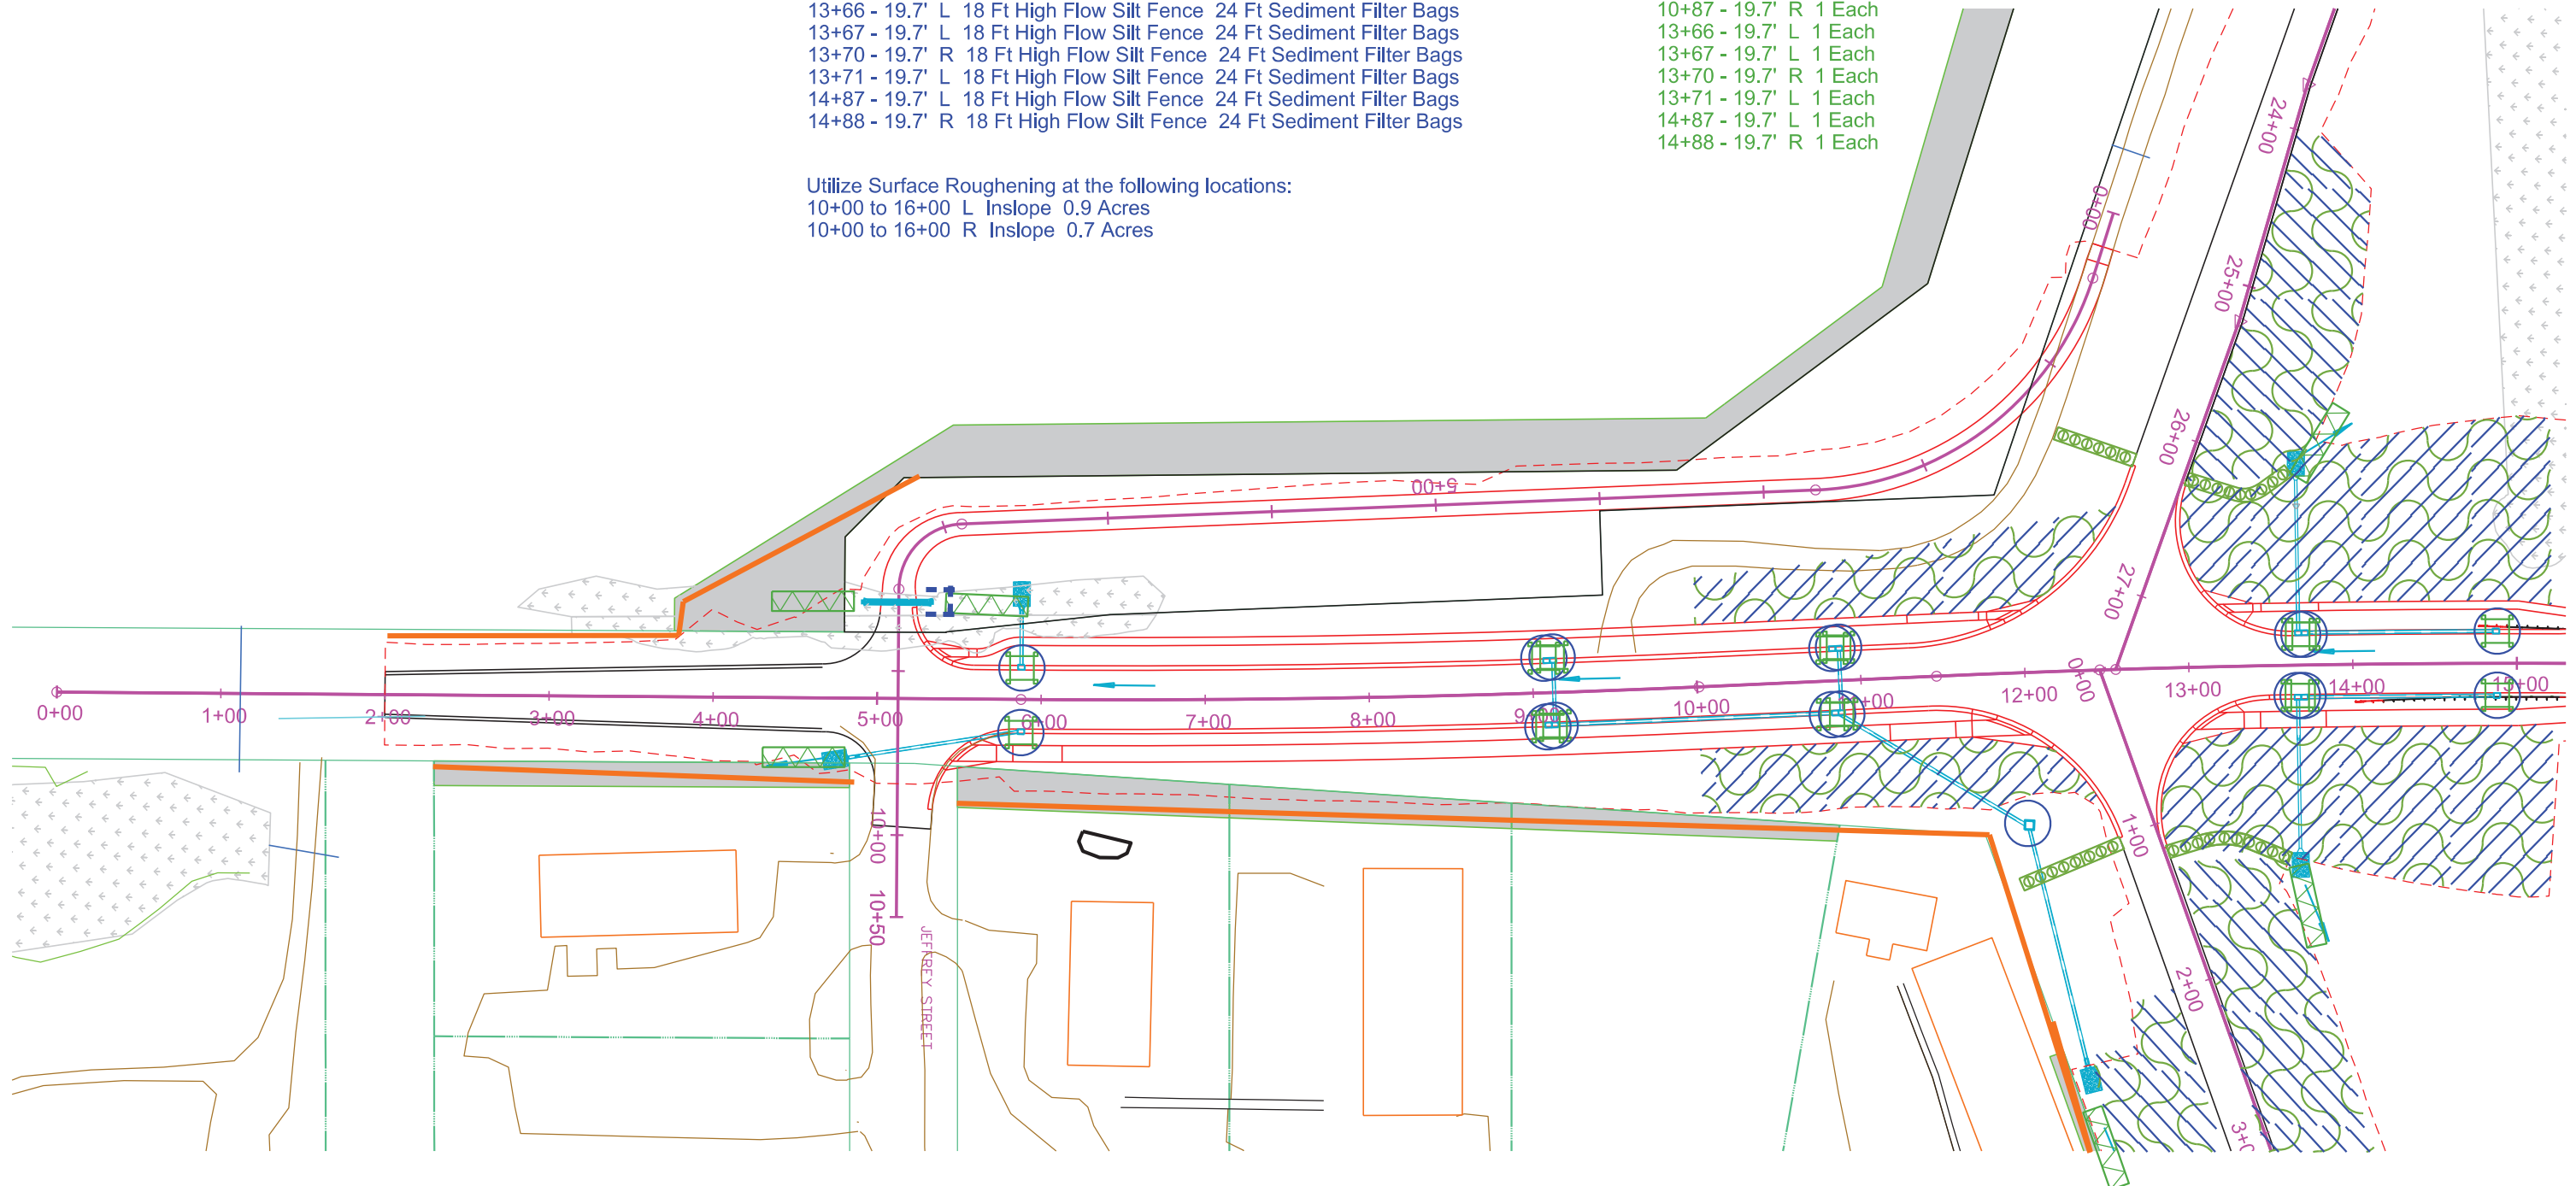 13+66 - 19.7' L 18 Ft High Flow Silt Fence 24 Ft Sediment Filter Bags
13+67 - 19.7' L 18 Ft High Flow Silt Fence 24 Ft Sediment Filter Bags
13+70 - 19.7' R 18 Ft High Flow Silt Fence 24 Ft Sediment Filter Bags
13+71 - 19.7' L 18 Ft High Flow Silt Fence 24 Ft Sediment Filter Bags
14+87 - 19.7' L 18 Ft High Flow Silt Fence 24 Ft Sediment Filter Bags
14+88 - 19.7' R 18 Ft High Flow Silt Fence 24 Ft Sediment Filter Bags
10+87 - 19.7' R 1 Each
13+66 - 19.7' L 1 Each
13+67 - 19.7' L 1 Each
13+70 - 19.7' R 1 Each
13+71 - 19.7' L 1 Each
14+87 - 19.7' L 1 Each
14+88 - 19.7' R 1 Each
Utilize Surface Roughening at the following locations:
10+00 to 16+00 L Inslope 0.9 Acres
10+00 to 16+00 R Inslope 0.7 Acres
24+00
0+00
25+00
26+00
5+00
27+00
0+00
0+00
1+00
2+00
3+00
4+00
5+00
6+00
7+00
8+00
9+00
10+00
12+00
13+00
14+00
15+00
10+00
10+50
JEFFREY STREET
1+00
2+00